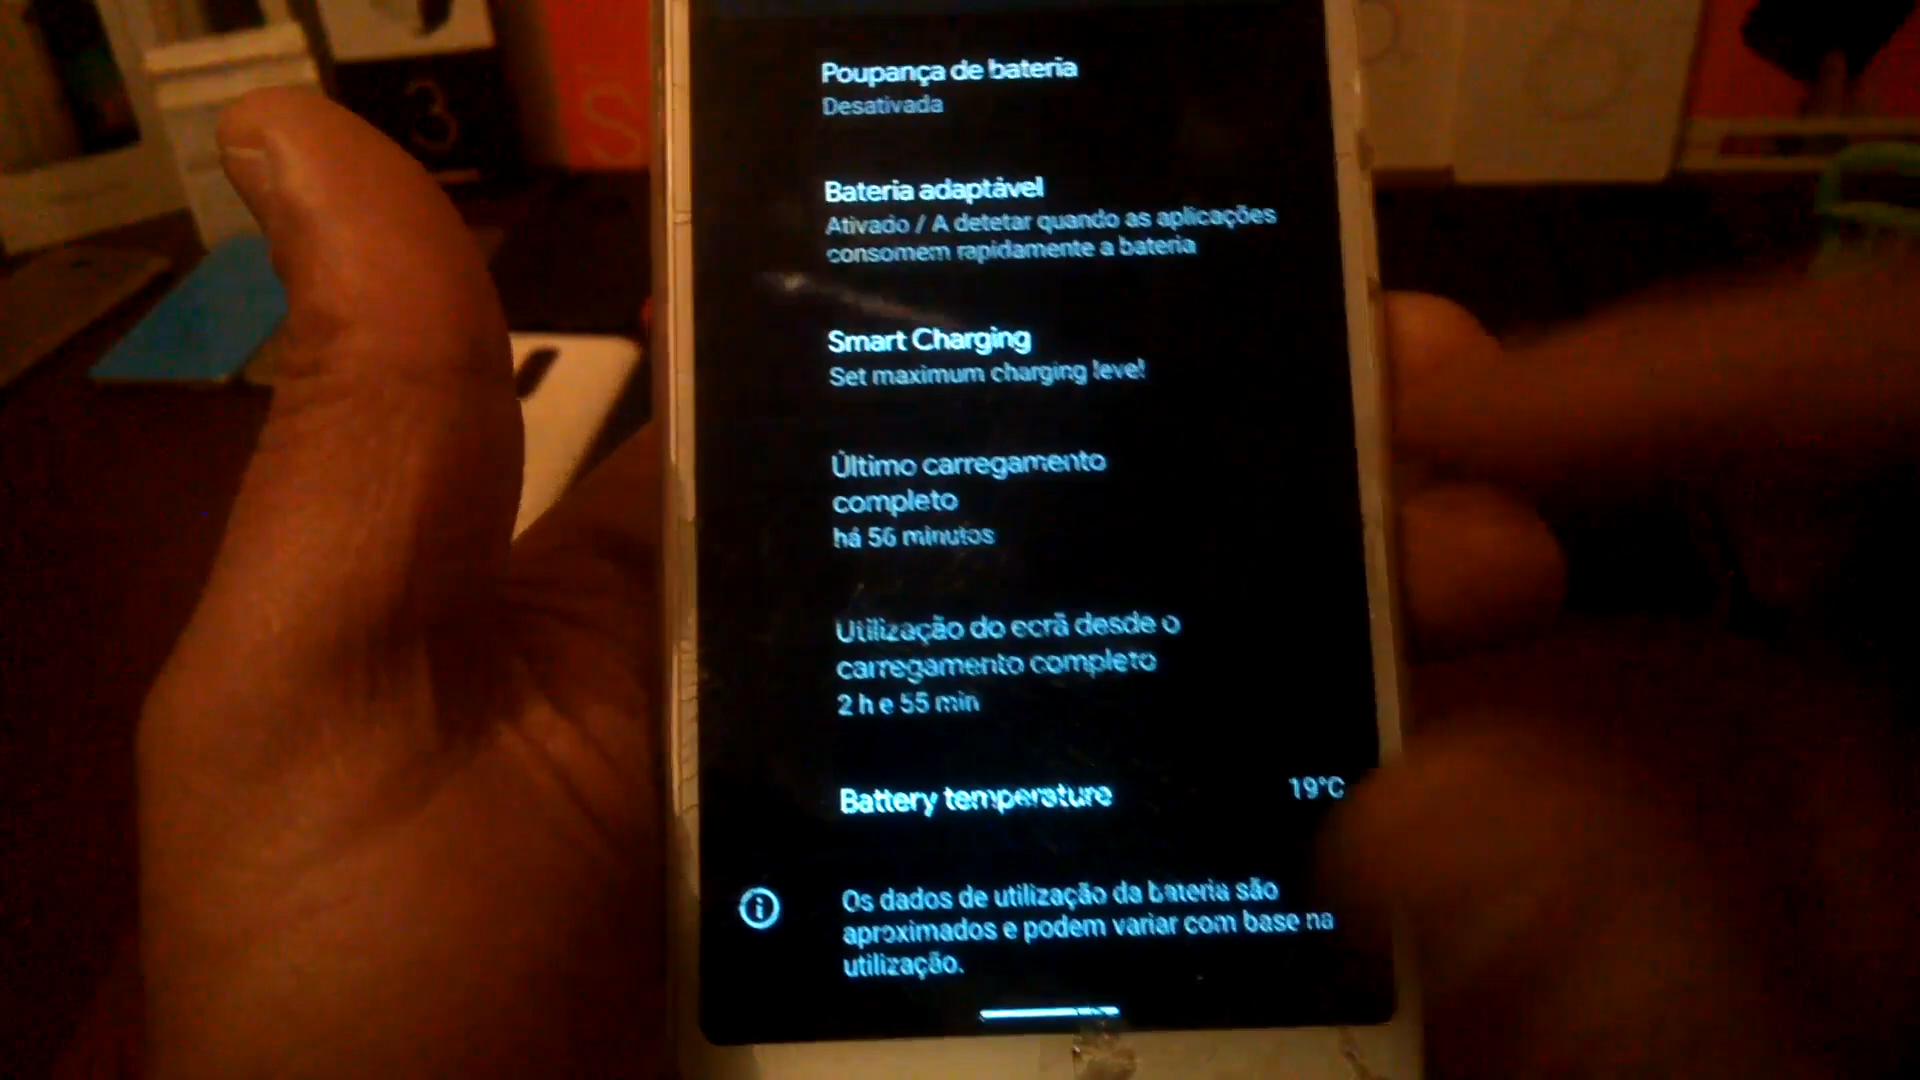 3
S
Poupança de bateria
Desativada
Bateria adaptável
Ativado / A detetar quando as aplicações
consomem rapidamente a bateria
Smart Charging
Set maximum charging level
Último carregamento
completo
há 56 minutos
Utilização do ecrã desde o
carregamento completo
2 h e 55 min
Battery temperature
19°C
Os dados de utilização da bateria são
aproximados e podem variar com base na
utilização.